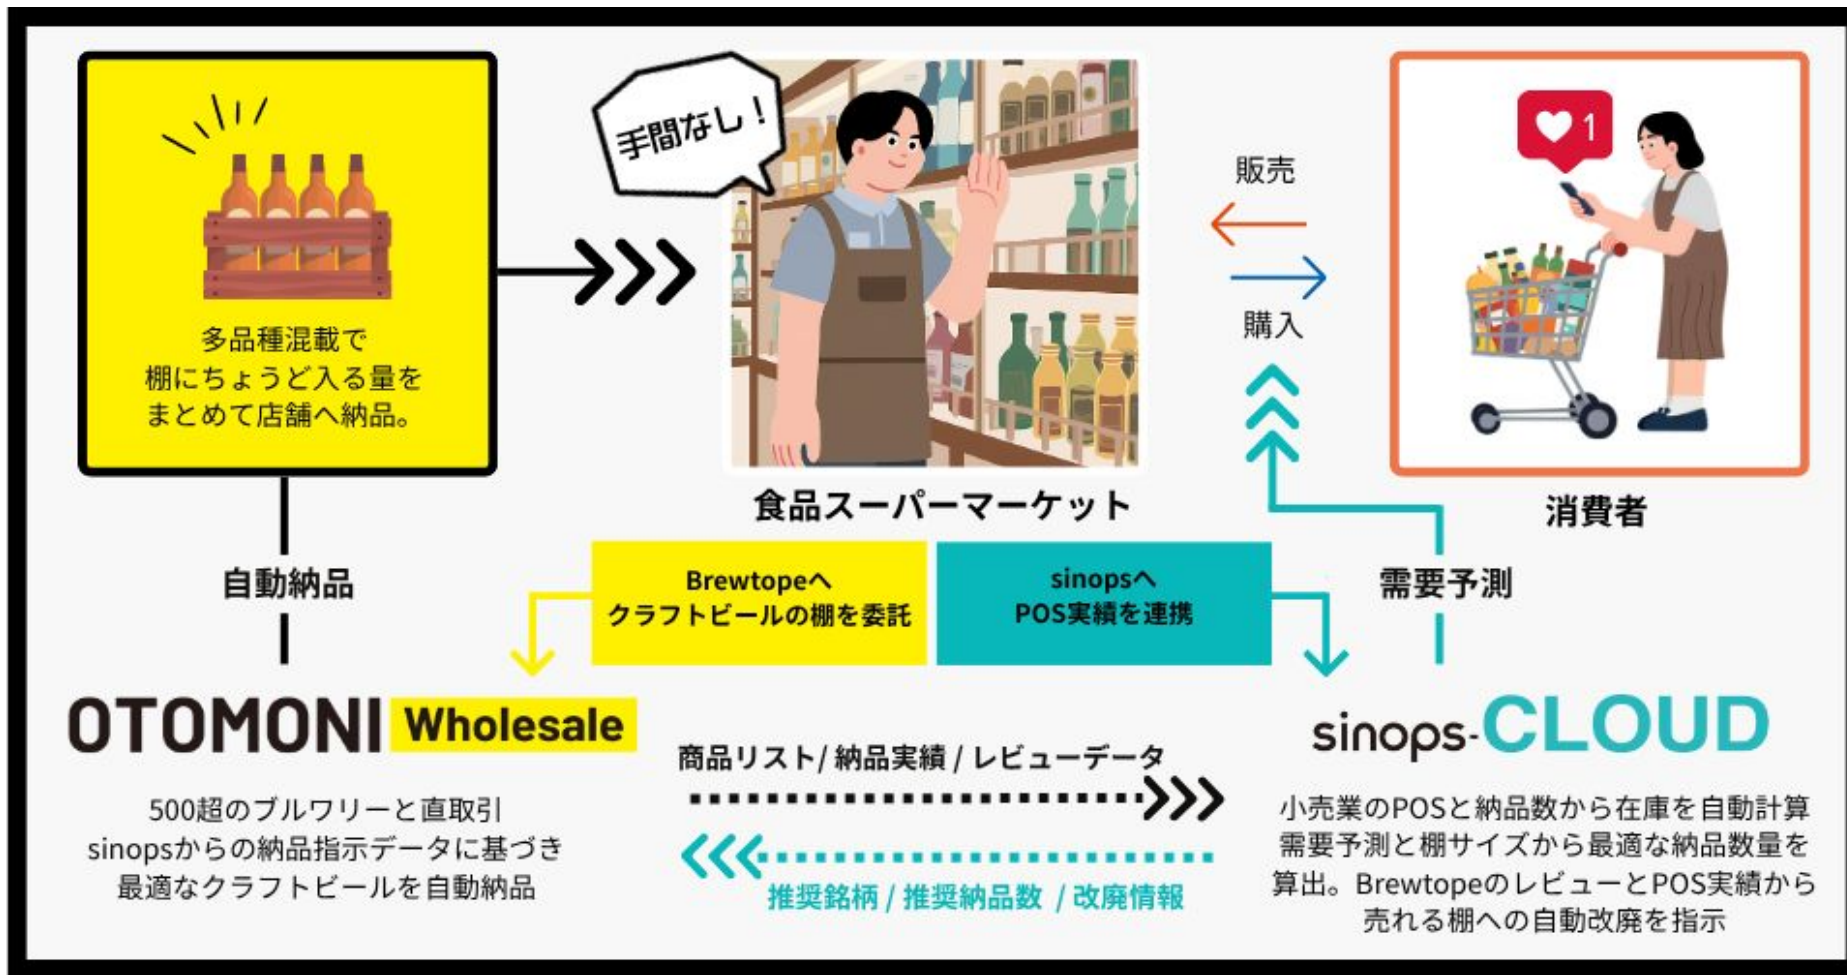 手間なし！
1
多品種混載で
棚にちょうど入る量を
まとめて店舗へ納品。
販売
購入
食品スーパーマーケット
消費者
自動納品
Brewtopeへ
クラフトビールの棚を委託
sinopsへ
POS実績を連携
需要予測
OTOMONI Wholesale
500超のブルワリーと直取引
sinopsからの納品指示データに基づき
最適なクラフトビールを自動納品
商品リスト/ 納品実績 / レビューデータ
推奨銘柄 / 推奨納品数 / 改廃情報
sinops-CLOUD
小売業のPOSと納品数から在庫を自動計算
需要予測と棚サイズから最適な納品数量を
算出。BrewtopeのレビューとPOS実績から
売れる棚への自動改廃を指示